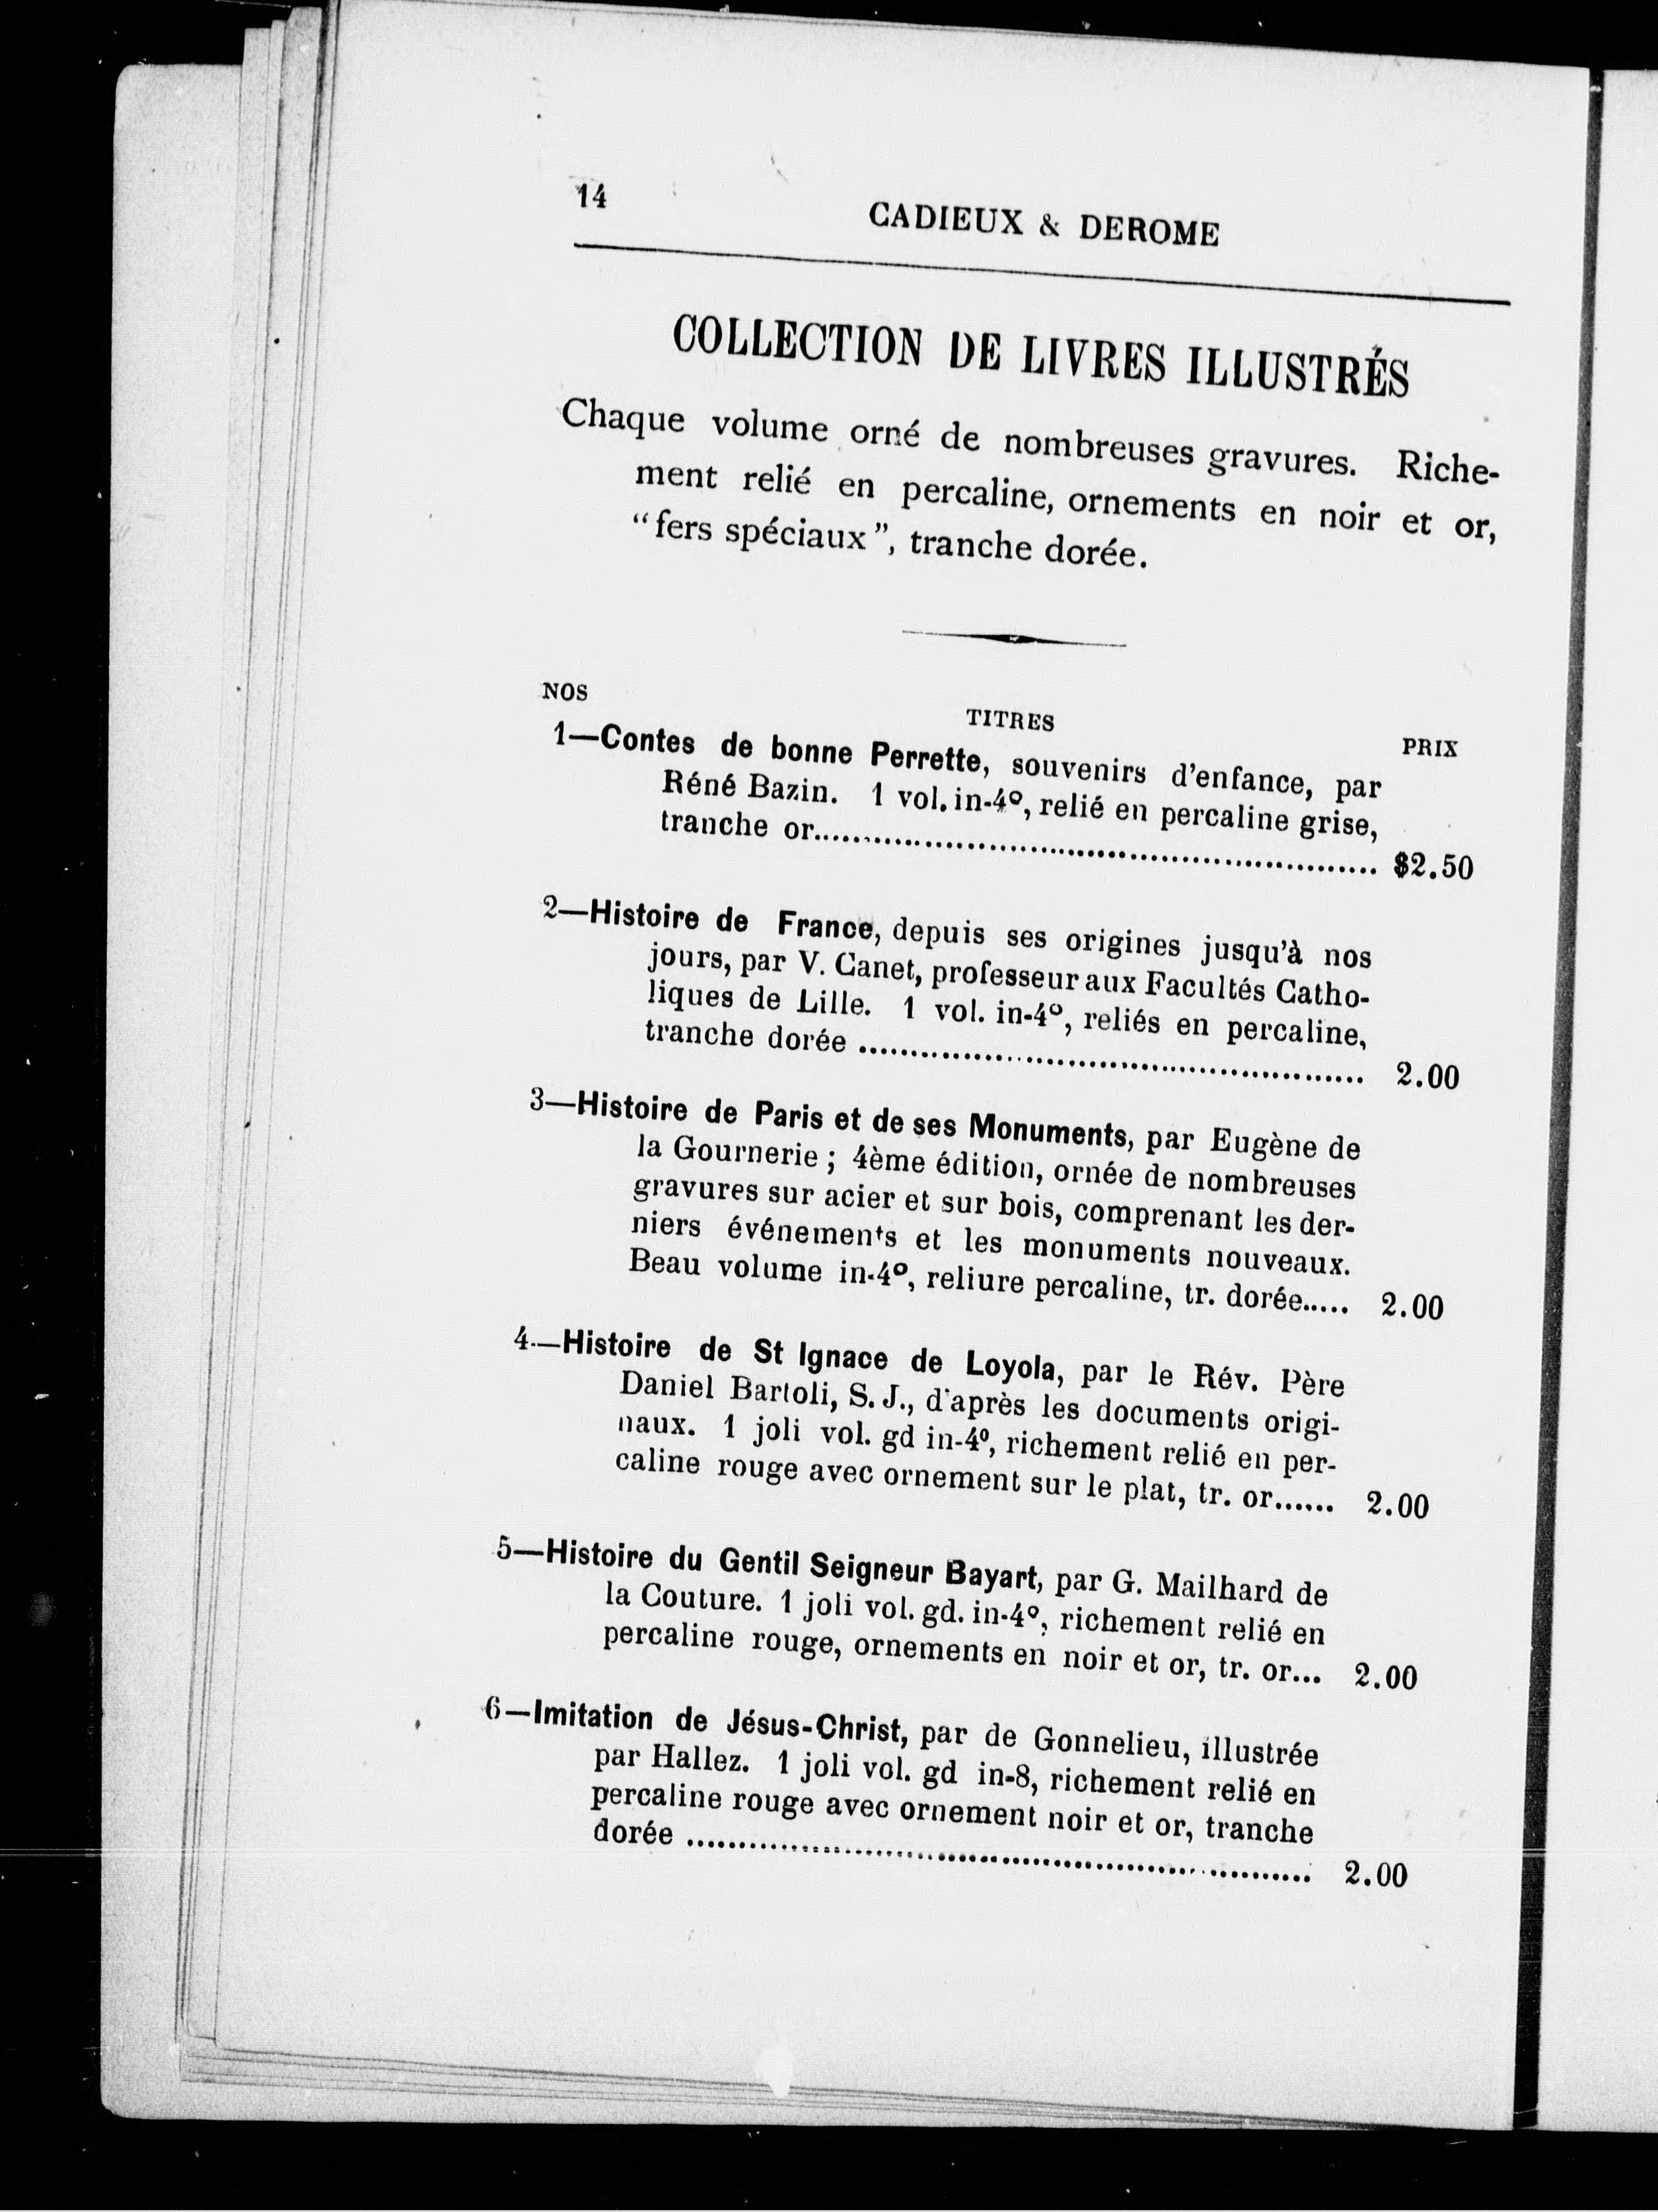 14
CADIEUX & DEROME
COLLECTION DE LIVRES ILLUSTRÉS
Chaque volume orné de nombreuses gravures. Riche-
ment relié en percaline, ornements en noir et or,
“fers spéciaux”, tranche dorée.
NOS
TITRES
PRIX
1—Contes de bonne Perrette, souvenirs d'enfance, par
Réné Bazin. 1 vol. in-4º, relié en percaline grise,
tranche or........................................................ $2.50
2—Histoire de France, depuis ses origines jusqu'à nos
jours, par V. Canet, professeur aux Facultés Catho-
liques de Lille. 1 vol. in-4º, reliés en percaline,
tranche dorée .................................................. 2.00
3—Histoire de Paris et de ses Monuments, par Eugène de
la Gournerie ; 4ème édition, ornée de nombreuses
gravures sur acier et sur bois, comprenant les der-
niers événements et les monuments nouveaux.
Beau volume in-4º, reliure percaline, tr. dorée..... 2.00
4.—Histoire de St Ignace de Loyola, par le Rév. Père
Daniel Bartoli, S. J., d'après les documents origi-
naux. 1 joli vol. gd in-4º, richement relié en per-
caline rouge avec ornement sur le plat, tr. or...... 2.00
5—Histoire du Gentil Seigneur Bayart, par G. Mailhard de
la Couture. 1 joli vol. gd. in-4º, richement relié en
percaline rouge, ornements en noir et or, tr. or... 2.00
6—Imitation de Jésus-Christ, par de Gonnelieu, illustrée
par Hallez. 1 joli vol. gd in-8, richement relié en
percaline rouge avec ornement noir et or, tranche
dorée .............................................................. 2.00